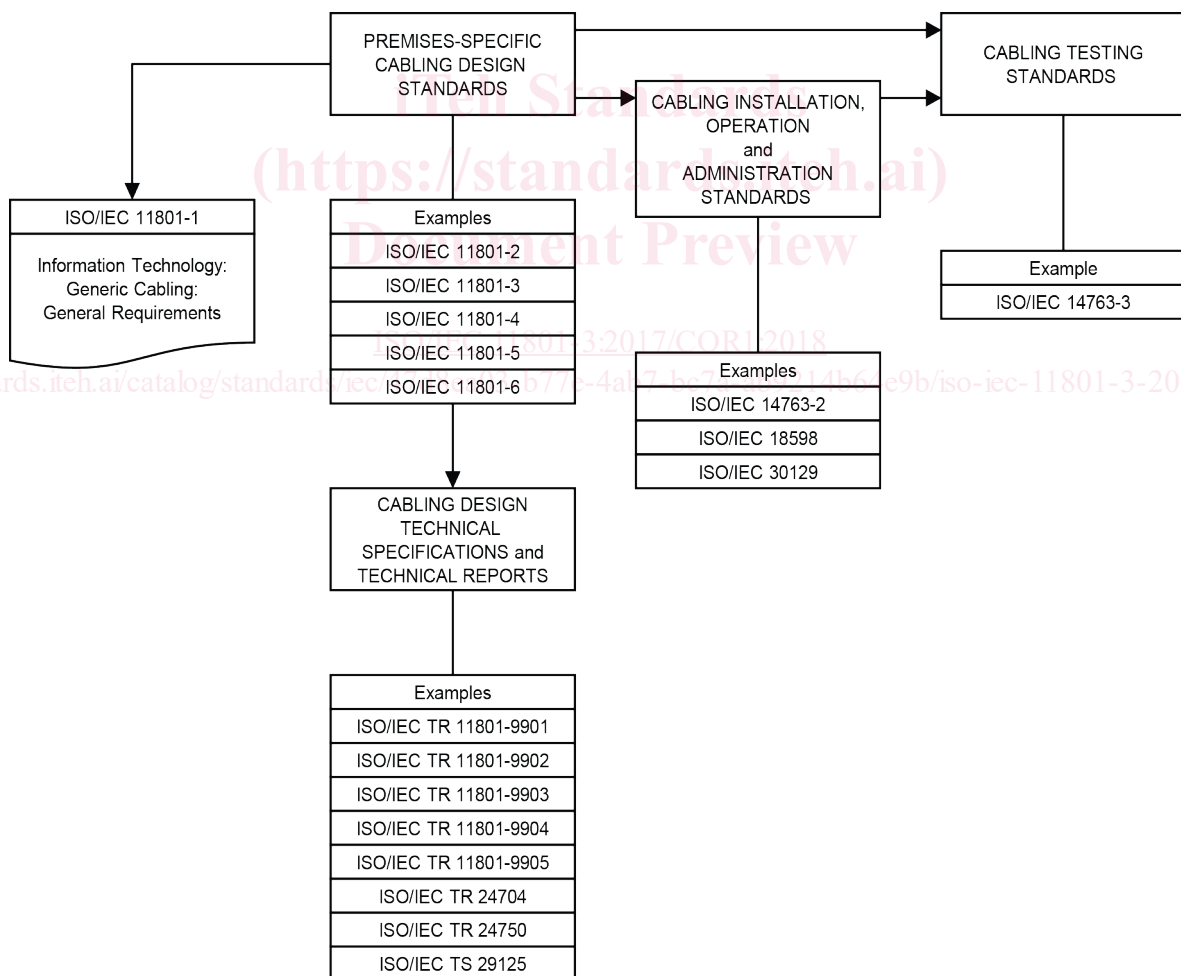 PREMISES-SPECIFIC
CABLING DESIGN
STANDARDS
CABLING TESTING
STANDARDS
CABLING INSTALLATION,
OPERATION
and
ADMINISTRATION
STANDARDS
iTeh Standards
(https://standards.iteh.ai)
Document Preview
ISO/IEC 11801-1
Information Technology:
Generic Cabling:
General Requirements
Examples
ISO/IEC 11801-2
ISO/IEC 11801-3
ISO/IEC 11801-4
ISO/IEC 11801-5
ISO/IEC 11801-6
Example
ISO/IEC 14763-3
ISO/IEC 11801-3:2017/COR1:2018
Examples
ISO/IEC 14763-2
ISO/IEC 18598
ISO/IEC 30129
CABLING DESIGN
TECHNICAL
SPECIFICATIONS and
TECHNICAL REPORTS
Examples
ISO/IEC TR 11801-9901
ISO/IEC TR 11801-9902
ISO/IEC TR 11801-9903
ISO/IEC TR 11801-9904
ISO/IEC TR 11801-9905
ISO/IEC TR 24704
ISO/IEC TR 24750
ISO/IEC TS 29125